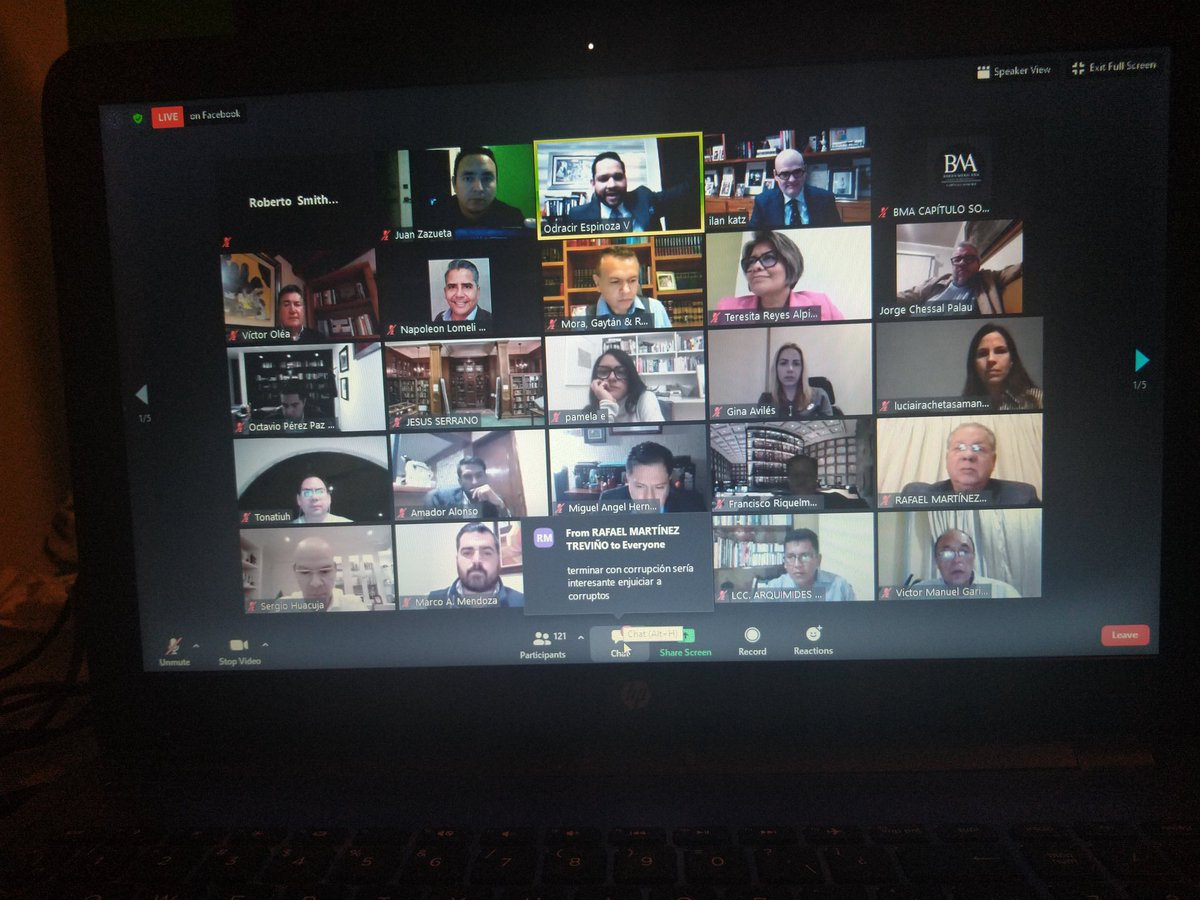 LIVE on Facebook
Speaker View
Exit Full Screen
Roberto Smith...
Juan Zazueta
Odracir Espinoza V
ilan katz
BMA
BMA CAPÍTULO SO...
Víctor Oléa
Napoleon Lomeli ...
Mora, Gaytán & R...
Teresita Reyes Alpí...
Jorge Chessal Palau
Octavio Pérez Paz ...
JESUS SERRANO
pamela e
Gina Avilés
luciairachetasaman...
Tonatiuh
Amador Alonso
Miguel Angel Hern...
Francisco Riquelm...
RAFAEL MARTÍNEZ...
Sergio Huacuja
Marco A. Mendoza
RM
From RAFAEL MARTÍNEZ
TREVIÑO to Everyone
terminar con corrupción sería
interesante enjuiciar a
corruptos
LCC. ARQUIMIDES ...
Victor Manuel Gari...
1/5
1/5
Unmute
Stop Video
Participants
121
Chat (Alt+H)
Chat
Share Screen
Record
Reactions
Leave
hp